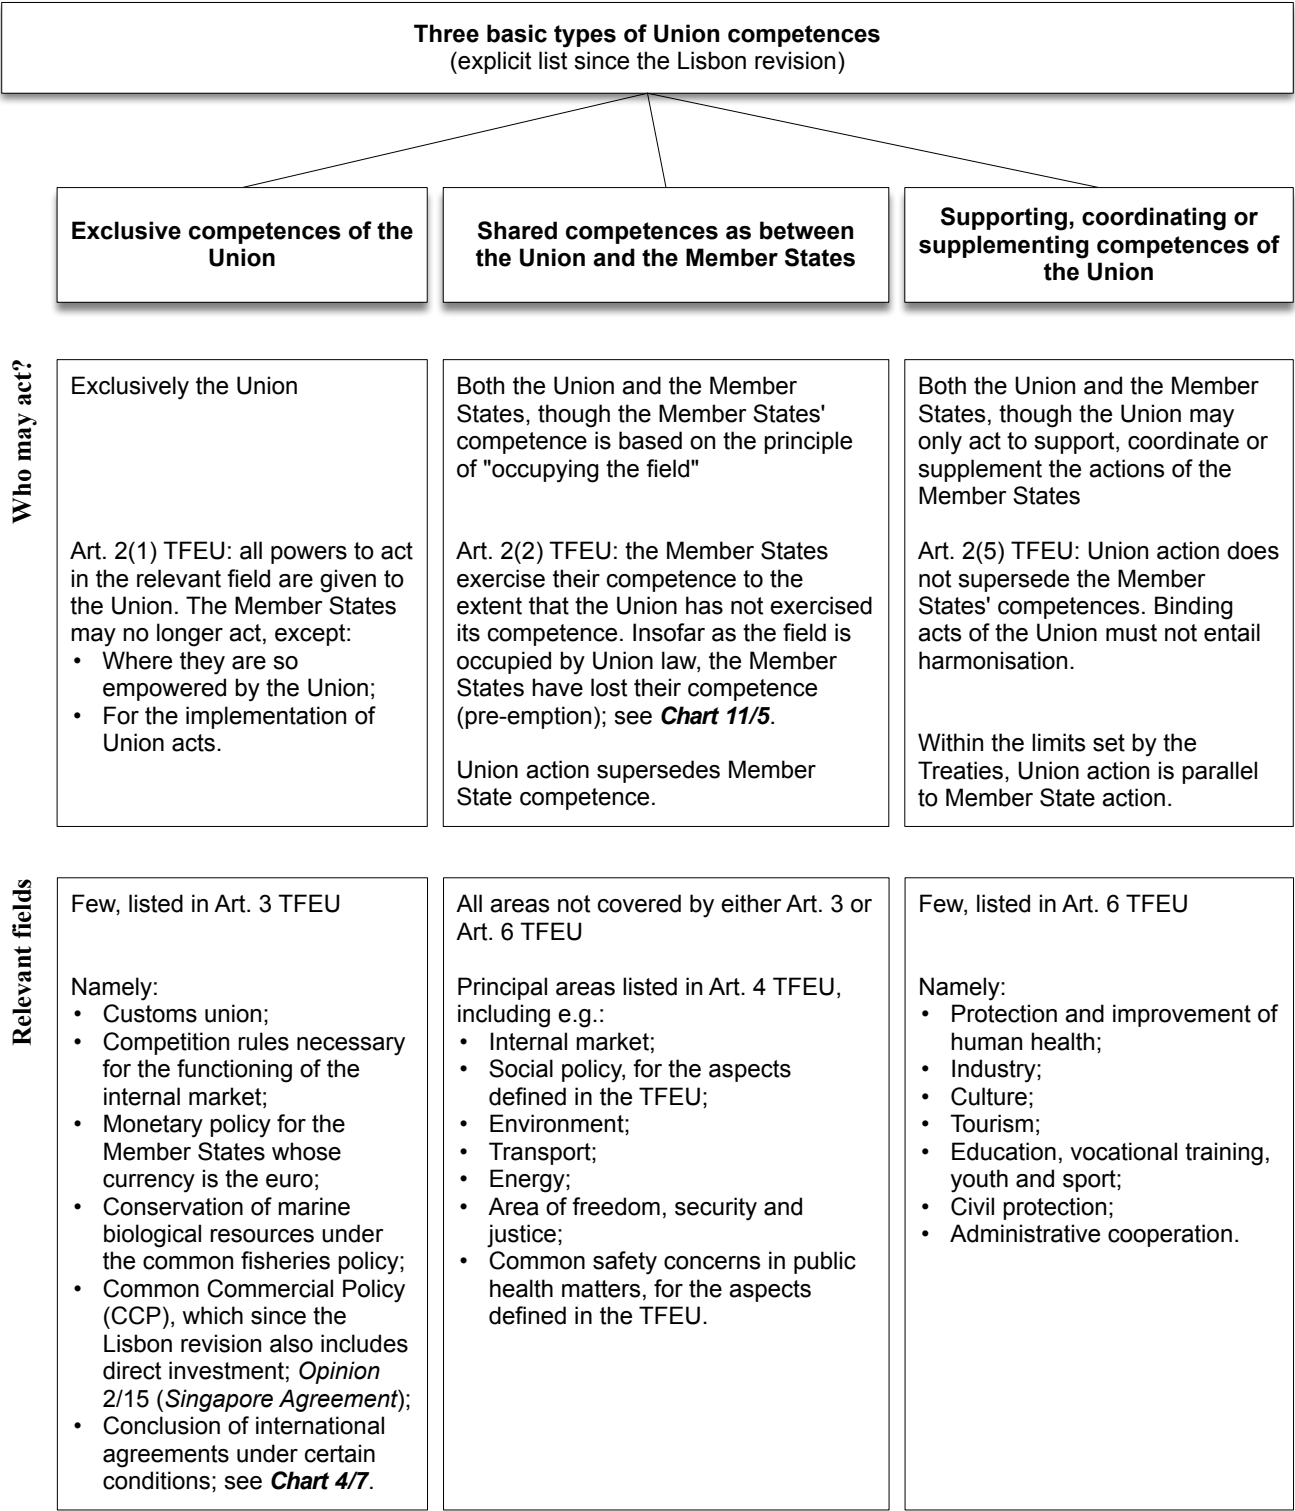 Three basic types of Union competences
(explicit list since the Lisbon revision)
Exclusive competences of the
Union
Shared competences as between
the Union and the Member States
Supporting, coordinating or
supplementing competences of
the Union
Who may act?
Exclusively the Union
Art. 2(1) TFEU: all powers to act
in the relevant field are given to
the Union. The Member States
may no longer act, except:
• Where they are so
empowered by the Union;
• For the implementation of
Union acts.
Both the Union and the Member
States, though the Member States'
competence is based on the principle
of "occupying the field"
Art. 2(2) TFEU: the Member States
exercise their competence to the
extent that the Union has not exercised
its competence. Insofar as the field is
occupied by Union law, the Member
States have lost their competence
(pre-emption); see Chart 11/5.
Union action supersedes Member
State competence.
Both the Union and the Member
States, though the Union may
only act to support, coordinate or
supplement the actions of the
Member States
Art. 2(5) TFEU: Union action does
not supersede the Member
States' competences. Binding
acts of the Union must not entail
harmonisation.
Within the limits set by the
Treaties, Union action is parallel
to Member State action.
Relevant fields
Few, listed in Art. 3 TFEU
Namely:
• Customs union;
• Competition rules necessary
for the functioning of the
internal market;
• Monetary policy for the
Member States whose
currency is the euro;
• Conservation of marine
biological resources under
the common fisheries policy;
• Common Commercial Policy
(CCP), which since the
Lisbon revision also includes
direct investment; Opinion
2/15 (Singapore Agreement);
• Conclusion of international
agreements under certain
conditions; see Chart 4/7.
All areas not covered by either Art. 3 or
Art. 6 TFEU
Principal areas listed in Art. 4 TFEU,
including e.g.:
• Internal market;
• Social policy, for the aspects
defined in the TFEU;
• Environment;
• Transport;
• Energy;
• Area of freedom, security and
justice;
• Common safety concerns in public
health matters, for the aspects
defined in the TFEU.
Few, listed in Art. 6 TFEU
Namely:
• Protection and improvement of
human health;
• Industry;
• Culture;
• Tourism;
• Education, vocational training,
youth and sport;
• Civil protection;
• Administrative cooperation.